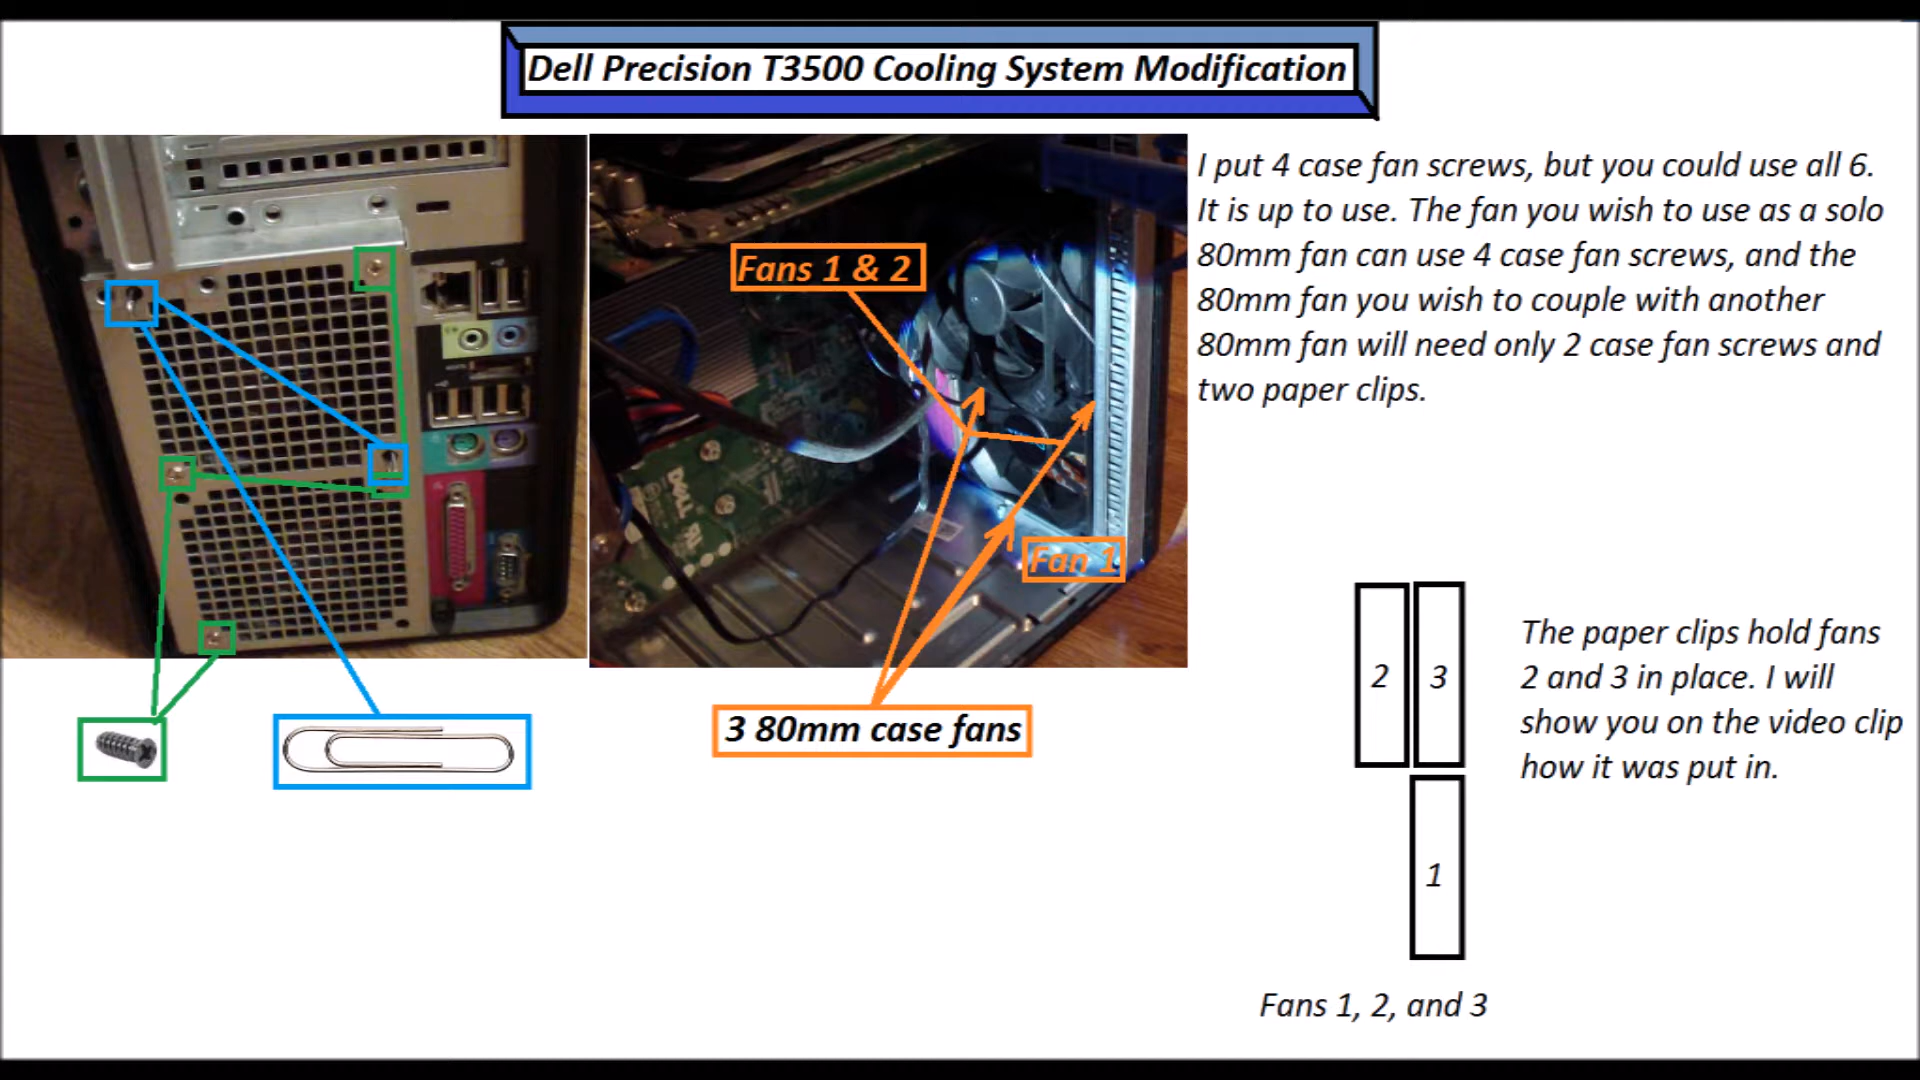 Dell Precision T3500 Cooling System Modification
I put 4 case fan screws, but you could use all 6.
It is up to use. The fan you wish to use as a solo
80mm fan can use 4 case fan screws, and the
80mm fan you wish to couple with another
80mm fan will need only 2 case fan screws and
two paper clips.
Fans 1 & 2
DELL
Fan 1
3 80mm case fans
2
3
1
The paper clips hold fans
2 and 3 in place. I will
show you on the video clip
how it was put in.
Fans 1, 2, and 3